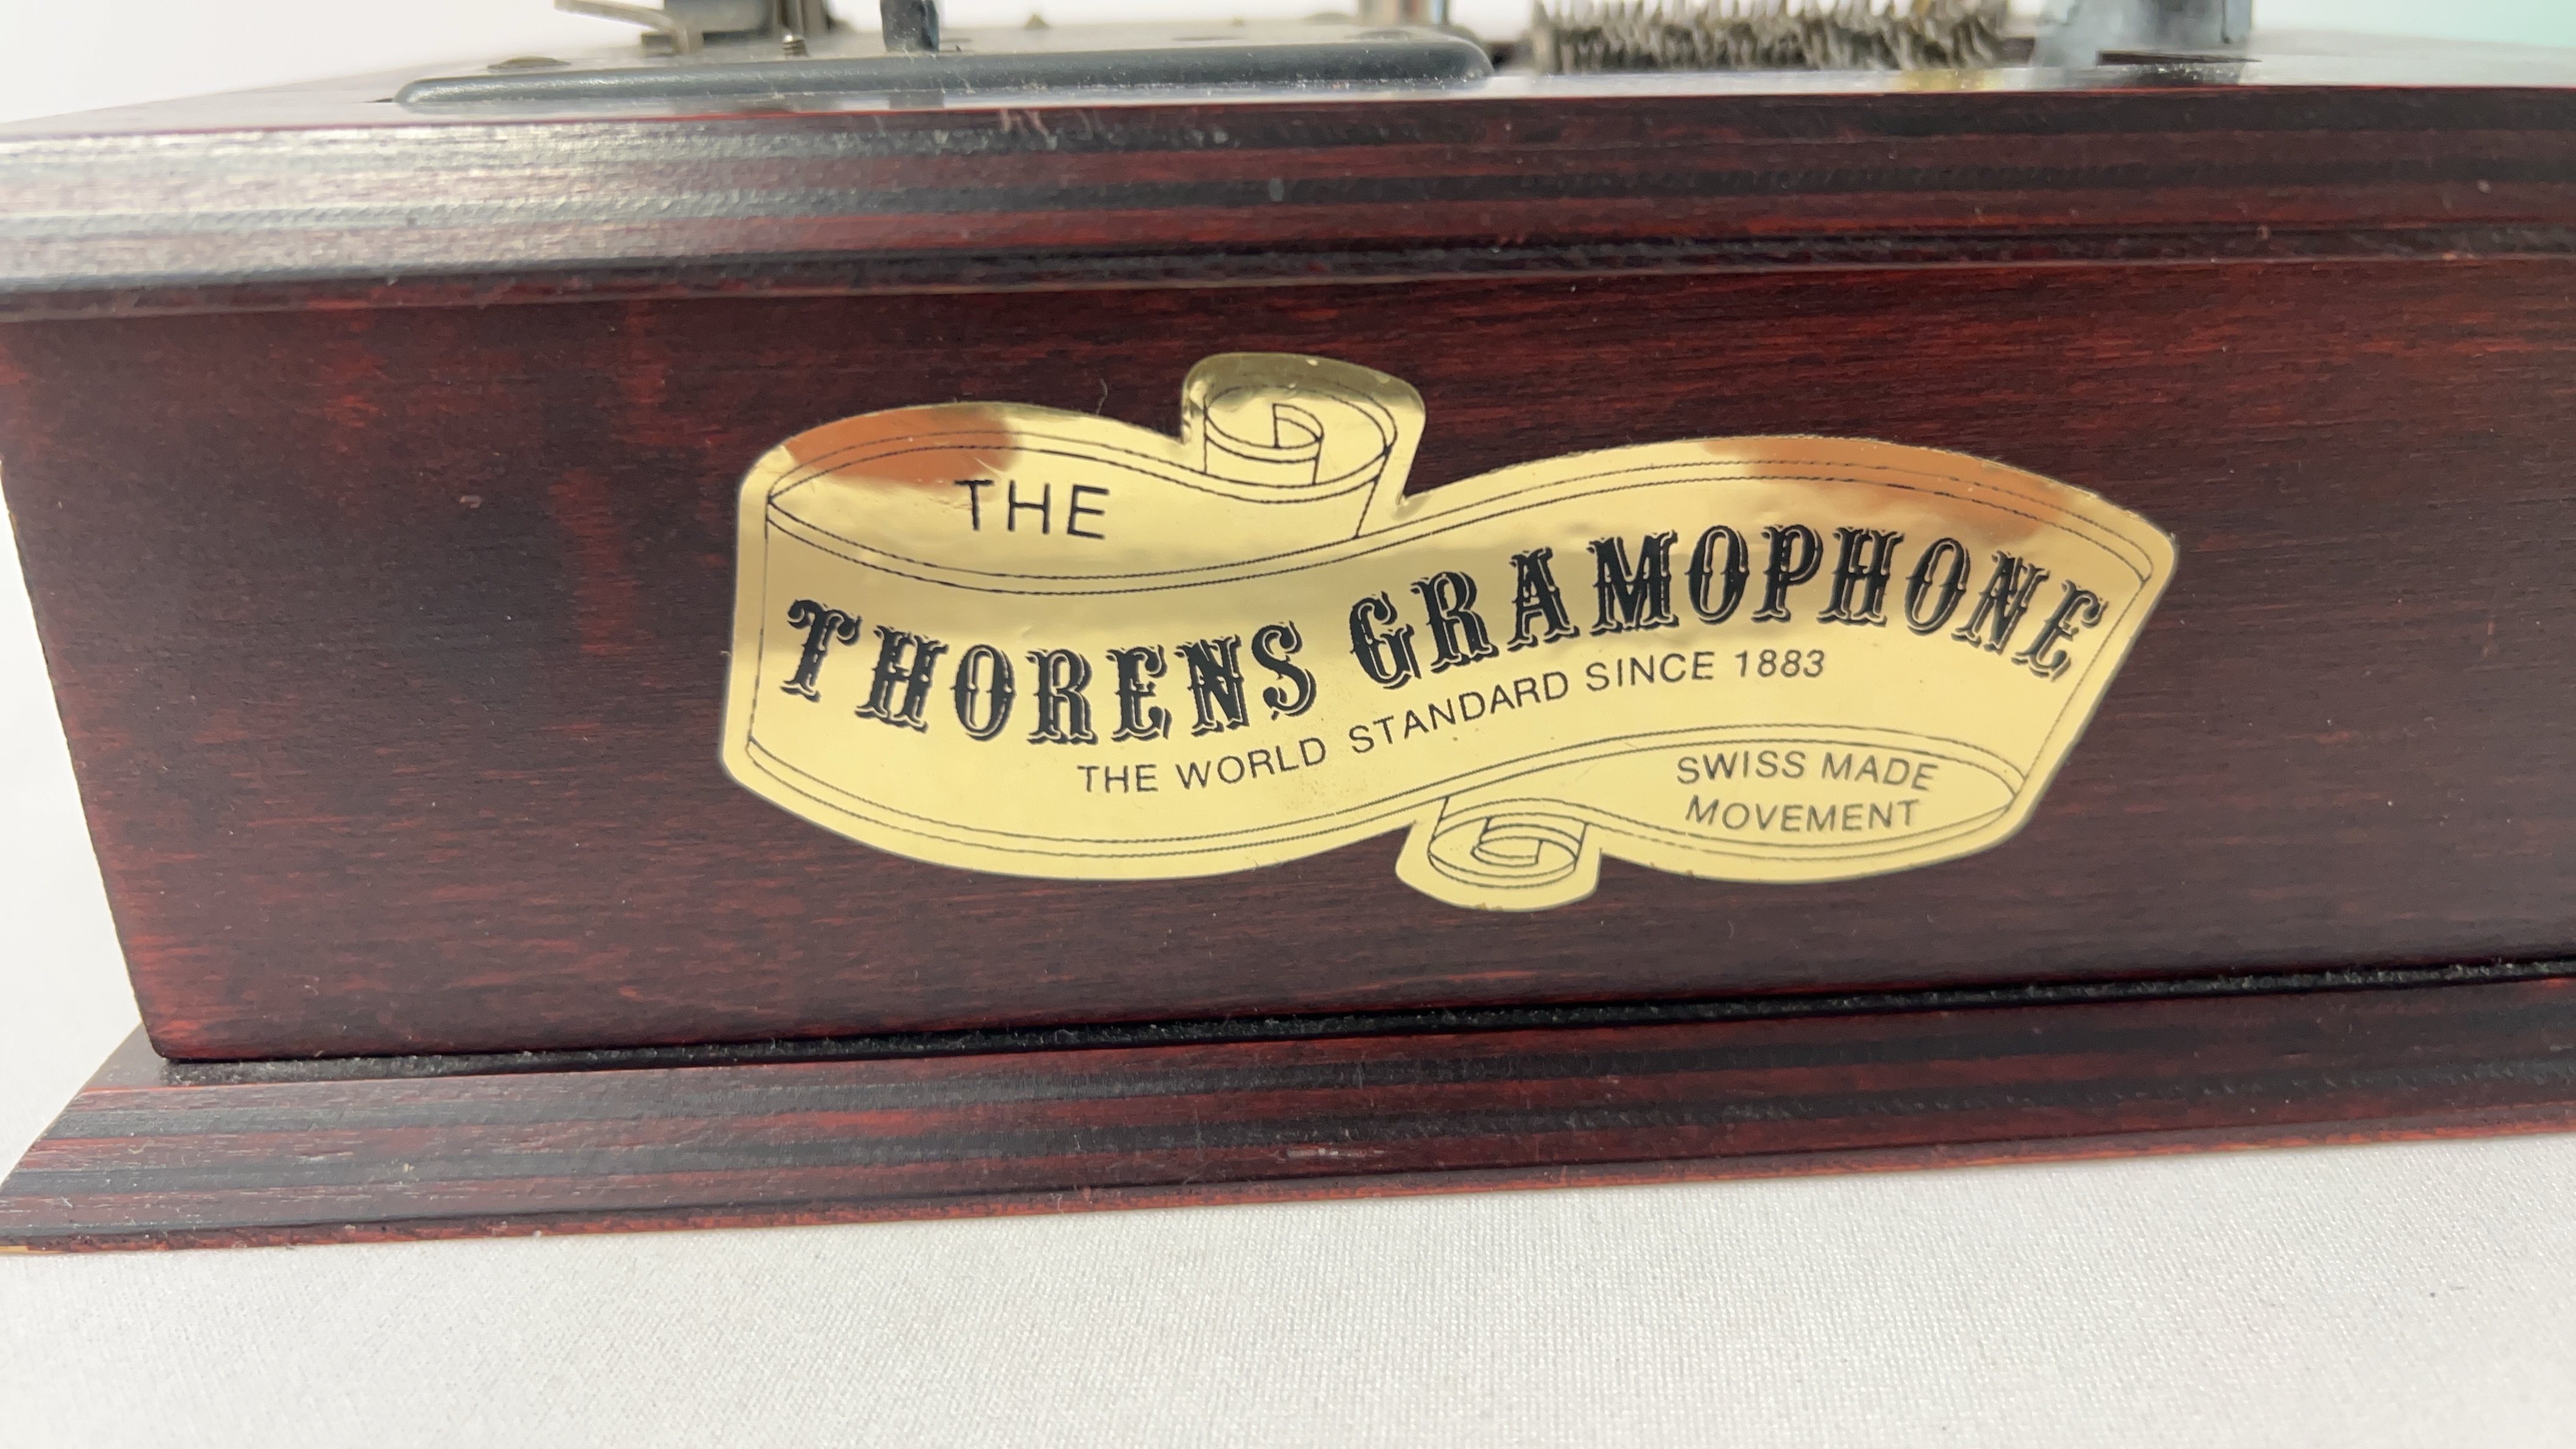 THE
THORENS GRAMOPHONE
THE WORLD STANDARD SINCE 1883
SWISS MADE
MOVEMENT